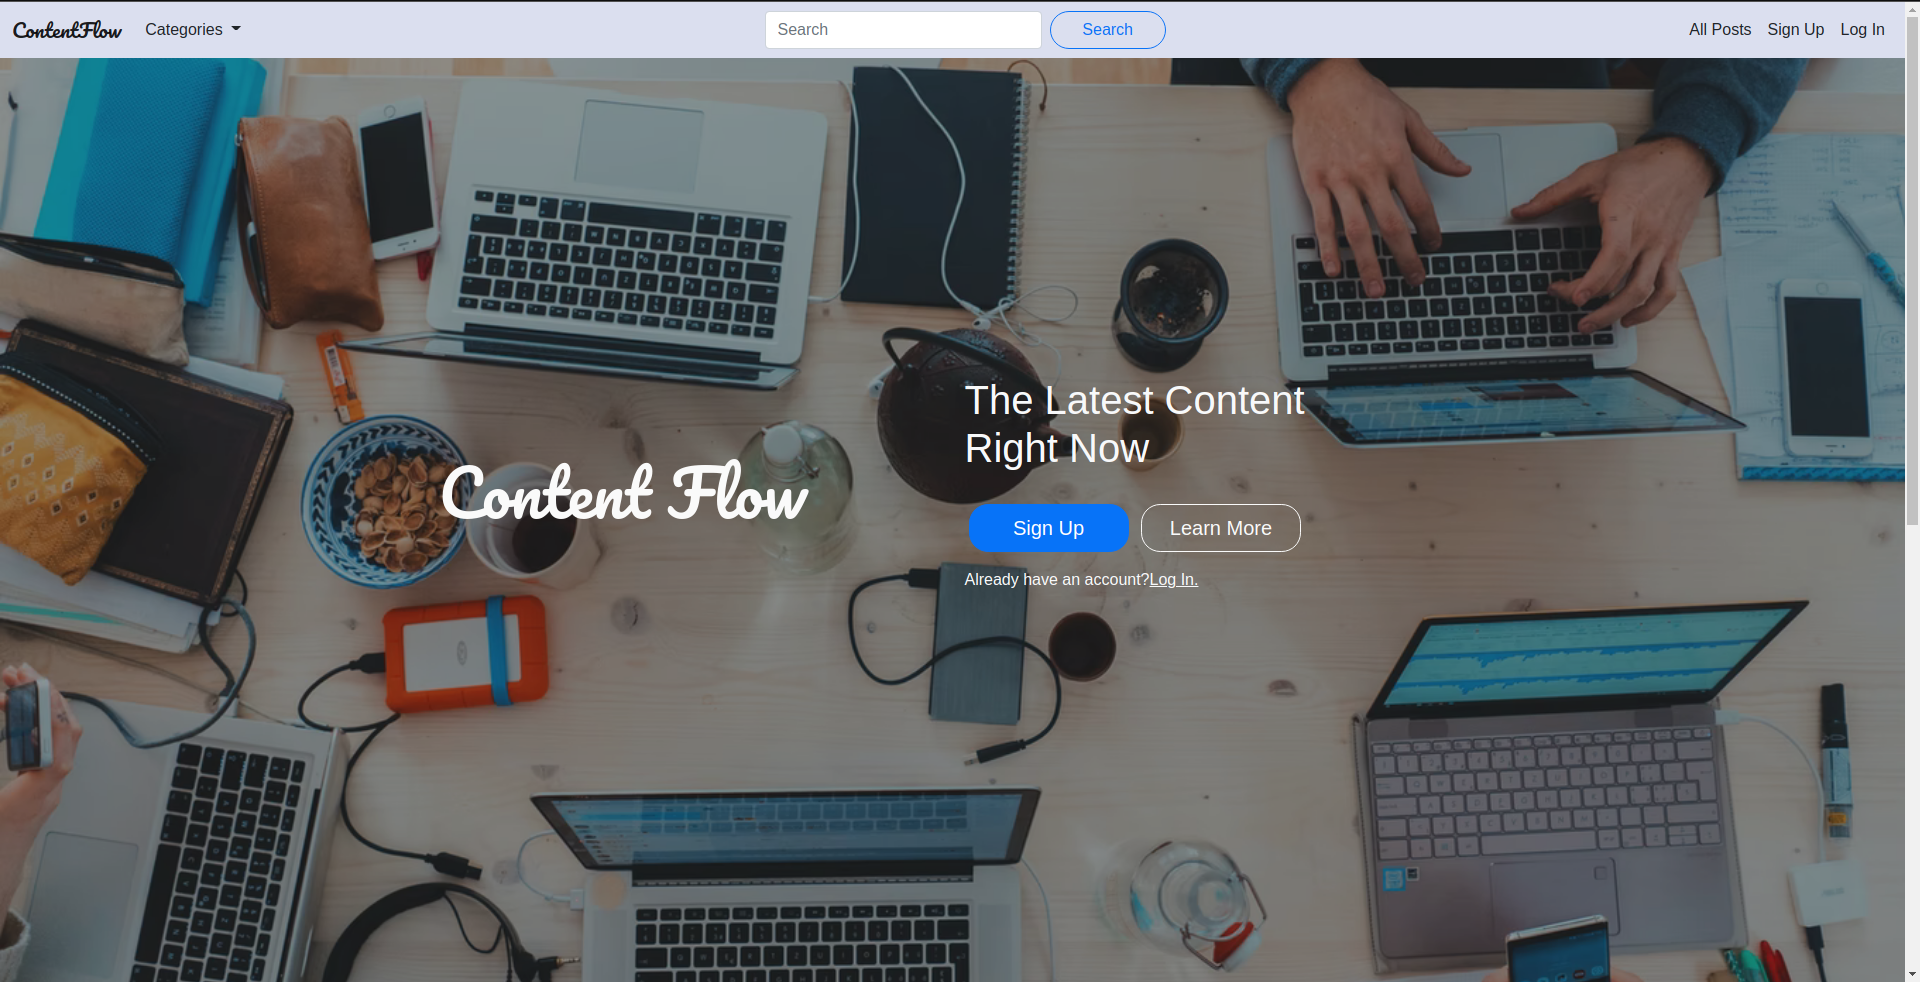 ContentFlow Categories Search Search All Posts Sign Up Log In
The Latest Content
Right Now
Content Flow
Sign Up Learn More
Already have an account?Log In.